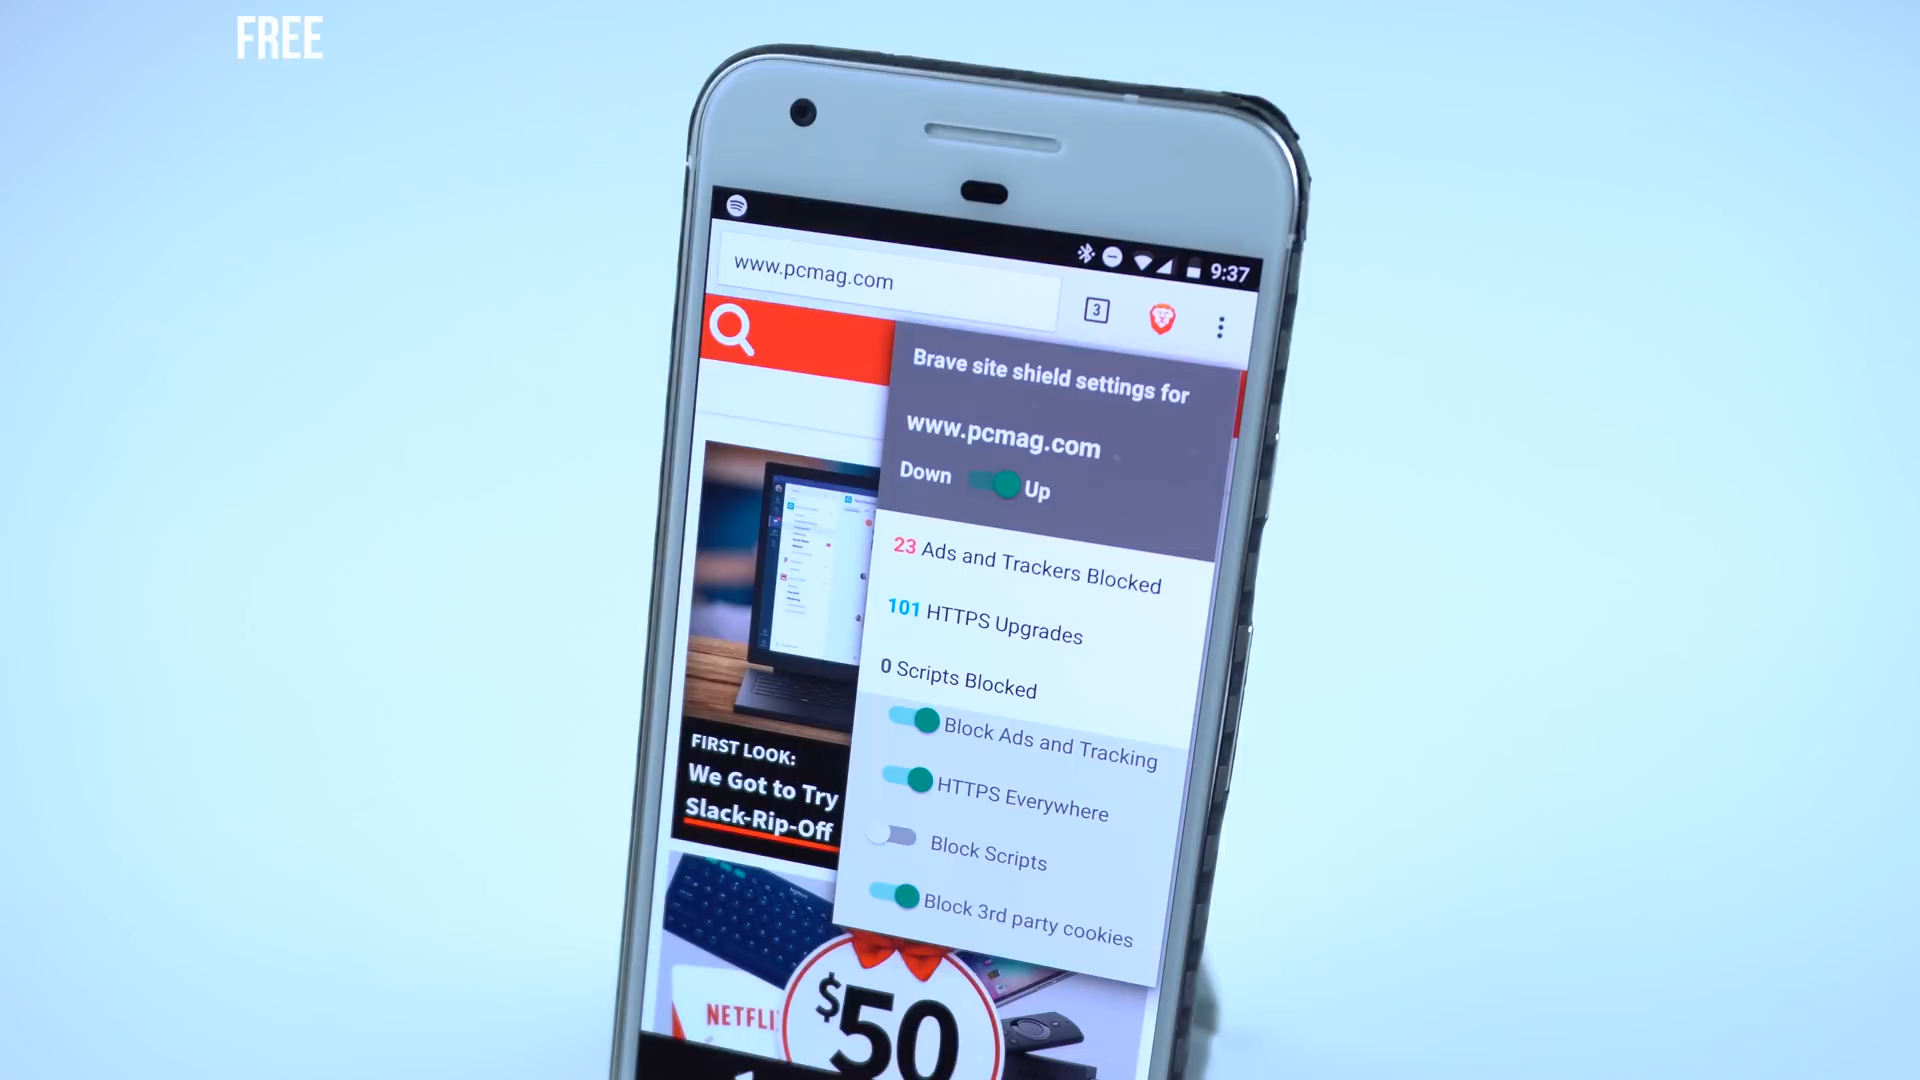 FREE
9:37
www.pcmag.com
3
Brave site shield settings for
www.pcmag.com
Down Up
23 Ads and Trackers Blocked
101 HTTPS Upgrades
0 Scripts Blocked
Block Ads and Tracking
HTTPS Everywhere
Block Scripts
Block 3rd party cookies
FIRST LOOK:
We Got to Try
Slack-Rip-Off
$50